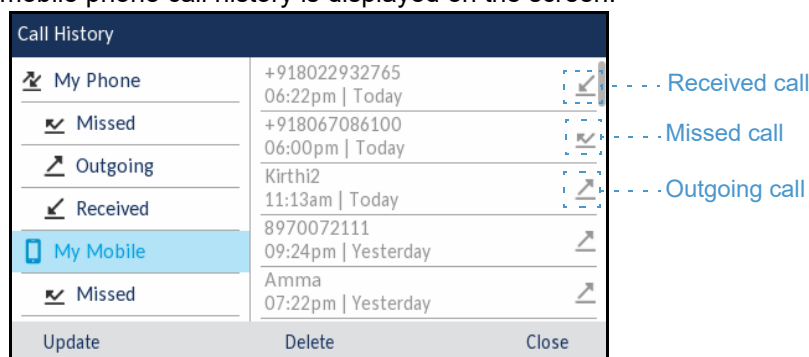 mobile phone call history is displayed on the screen.
Call History
My Phone
Missed
Outgoing
Received
My Mobile
Missed
+918022932765
06:22pm | Today
+918067086100
06:00pm | Today
Kirthi2
11:13am | Today
8970072111
09:24pm | Yesterday
Amma
07:22pm | Yesterday
Update
Delete
Close
Received call
Missed call
Outgoing call